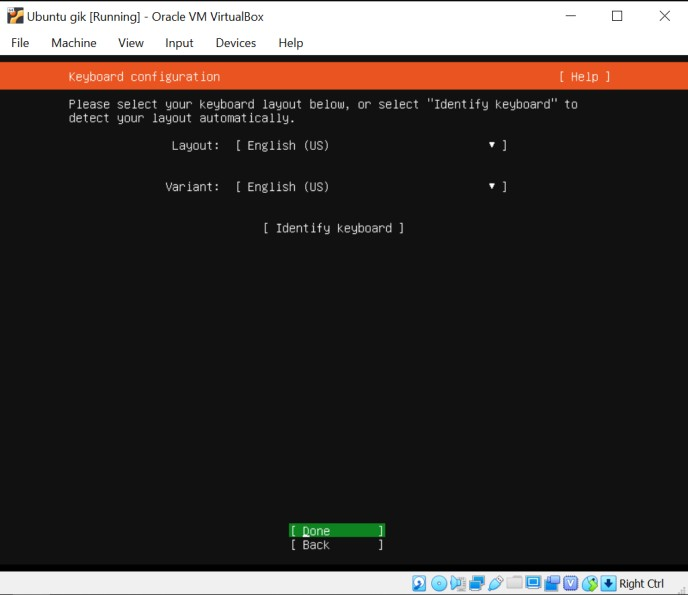 Ubuntu gik [Running] - Oracle VM VirtualBox
File Machine View Input Devices Help
Keyboard configuration [ Help ]
Please select your keyboard layout below, or select "Identify keyboard" to
detect your layout automatically.
Layout: [ English (US) ▼ ]
Variant: [ English (US) ▼ ]
[ Identify keyboard ]
[ Done ]
[ Back ]
Right Ctrl